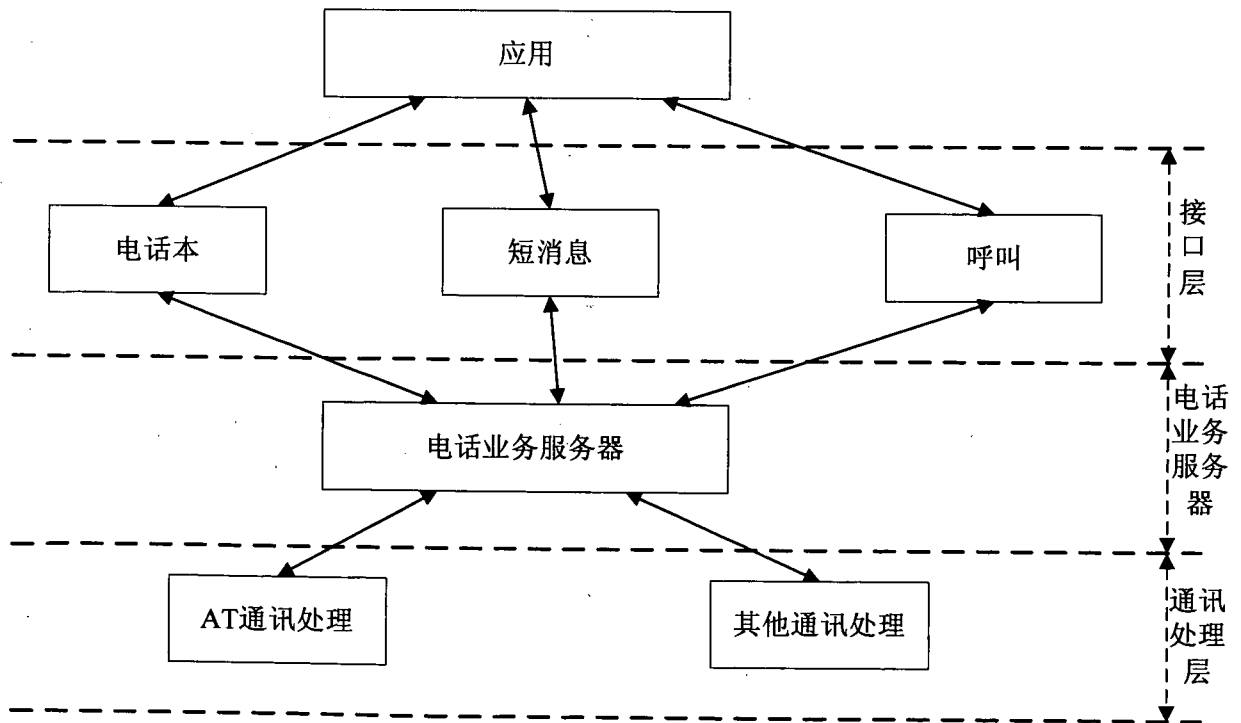 应用
电话本
短消息
呼叫
接
口
层
电话业务服务器
电话
业务
服务
器
AT通讯处理
其他通讯处理
通讯
处理
层